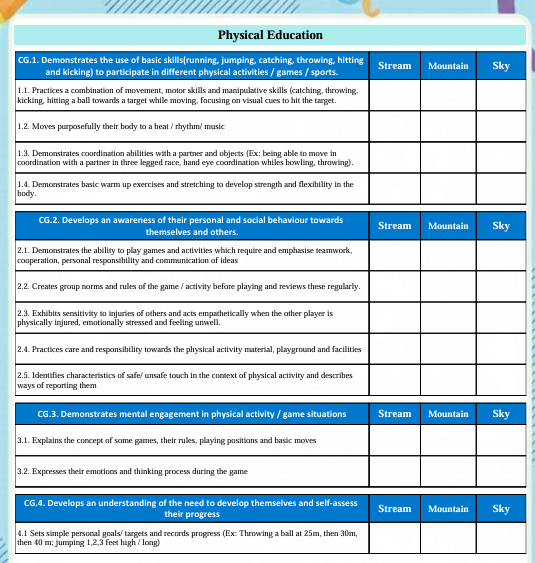 Physical Education
CG.1. Demonstrates the use of basic skills(running, jumping, catching, throwing, hitting
and kicking) to participate in different physical activities / games / sports.
Stream
Mountain
Sky
1.1. Practices a combination of movement, motor skills and manipulative skills (catching, throwing,
kicking, hitting a ball towards a target while moving, focusing on visual cues to hit the target.
1.2. Moves purposefully their body to a beat / rhythm/ music
1.3. Demonstrates coordination abilities with a partner and objects (Ex: being able to move in
coordination with a partner in three legged race, hand eye coordination whiles bowling, throwing).
1.4. Demonstrates basic warm up exercises and stretching to develop strength and flexibility in the
body.
CG.2. Develops an awareness of their personal and social behaviour towards
themselves and others.
Stream
Mountain
Sky
2.1. Demonstrates the ability to play games and activities which require and emphasise teamwork,
cooperation, personal responsibility and communication of ideas
2.2. Creates group norms and rules of the game / activity before playing and reviews these regularly.
2.3. Exhibits sensitivity to injuries of others and acts empathetically when the other player is
physically injured, emotionally stressed and feeling unwell.
2.4. Practices care and responsibility towards the physical activity material, playground and facilities
2.5. Identifies characteristics of safe/ unsafe touch in the context of physical activity and describes
ways of reporting them
CG.3. Demonstrates mental engagement in physical activity / game situations
Stream
Mountain
Sky
3.1. Explains the concept of some games, their rules, playing positions and basic moves
3.2. Expresses their emotions and thinking process during the game
CG.4. Develops an understanding of the need to develop themselves and self-assess
their progress
Stream
Mountain
Sky
4.1 Sets simple personal goals/ targets and records progress (Ex: Throwing a ball at 25m, then 30m,
then 40 m; jumping 1,2,3 feet high / long)